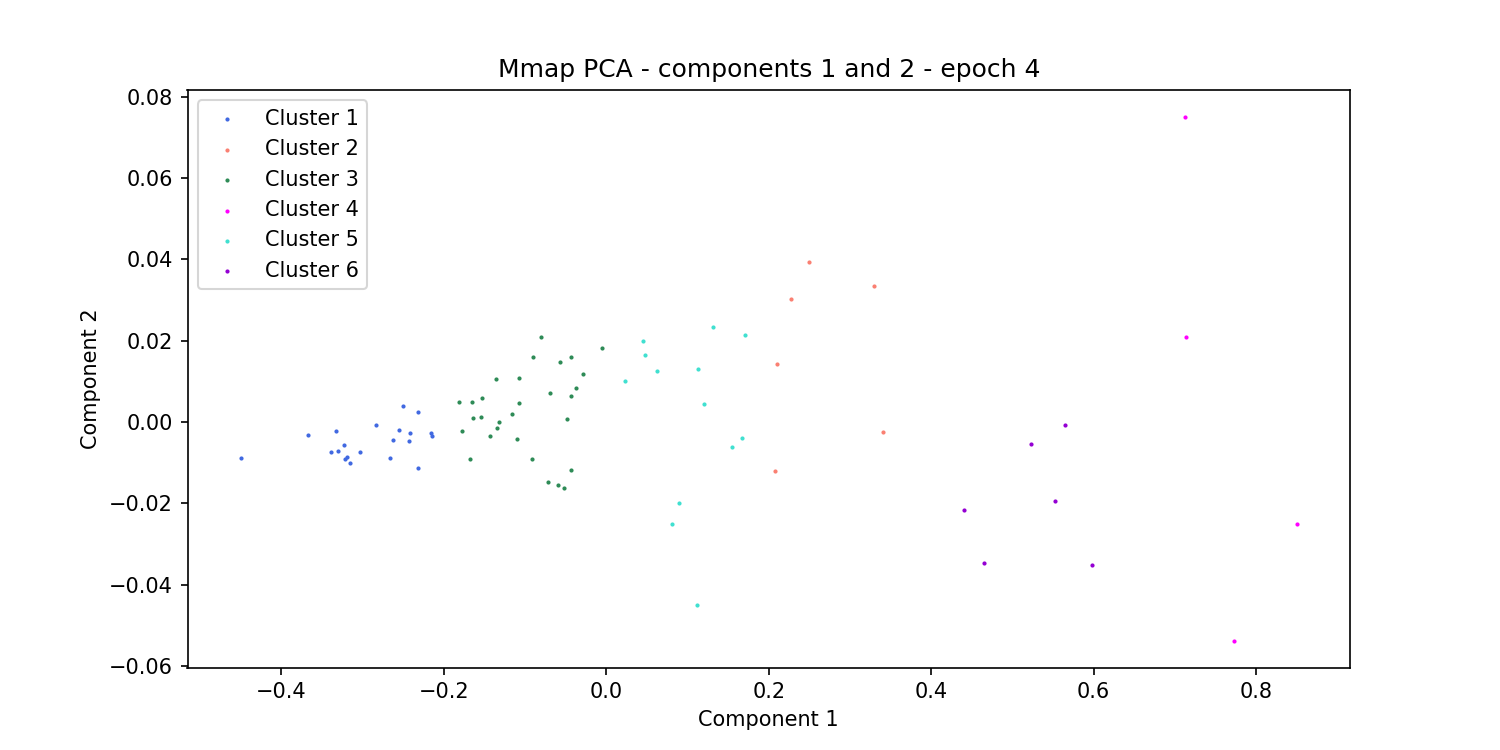 Mmap PCA - components 1 and 2 - epoch 4
Cluster 1
Cluster 2
Cluster 3
Cluster 4
Cluster 5
Cluster 6
0.08
0.06
0.04
0.02
0.00
−0.02
−0.04
−0.06
Component 2
−0.4
−0.2
0.0
0.2
0.4
0.6
0.8
Component 1